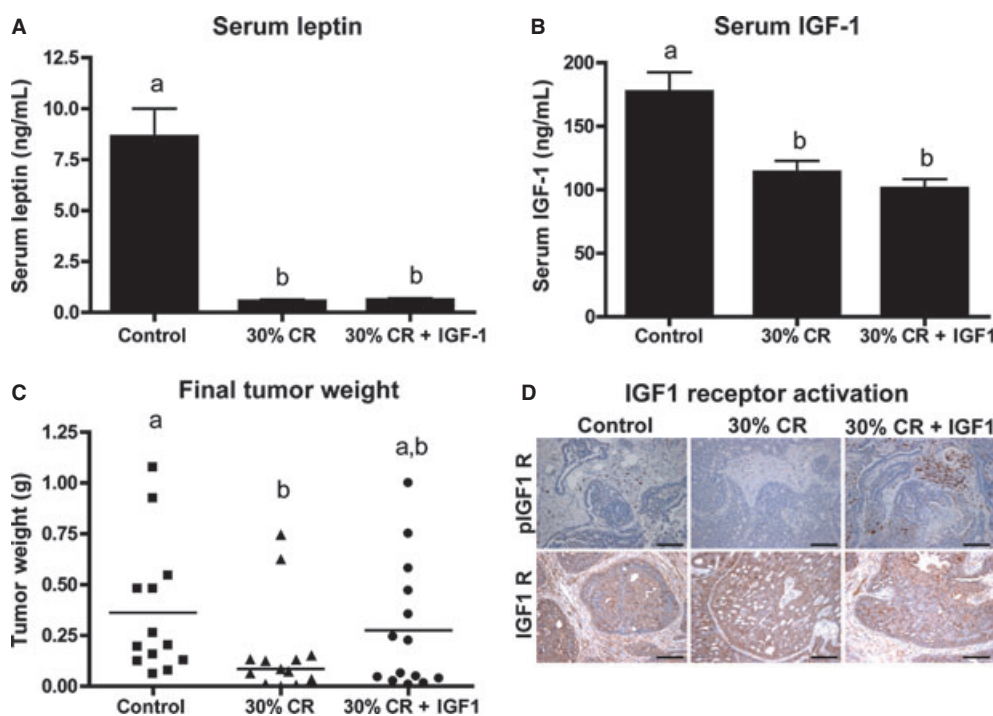 A
Serum leptin
Serum leptin (ng/mL)
12.5
10.0
7.5
5.0
2.5
0.0
a
b
b
Control
30% CR
30% CR + IGF-1
B
Serum IGF-1
Serum IGF-1 (ng/mL)
200
150
100
50
0
a
b
b
Control
30% CR
30% CR + IGF1
C
Final tumor weight
Tumor weight (g)
1.25
1.00
0.75
0.50
0.25
0.00
a
b
a,b
Control
30% CR
30% CR + IGF1
D
IGF1 receptor activation
Control
30% CR
30% CR + IGF1
pIGF1 R
IGF1 R